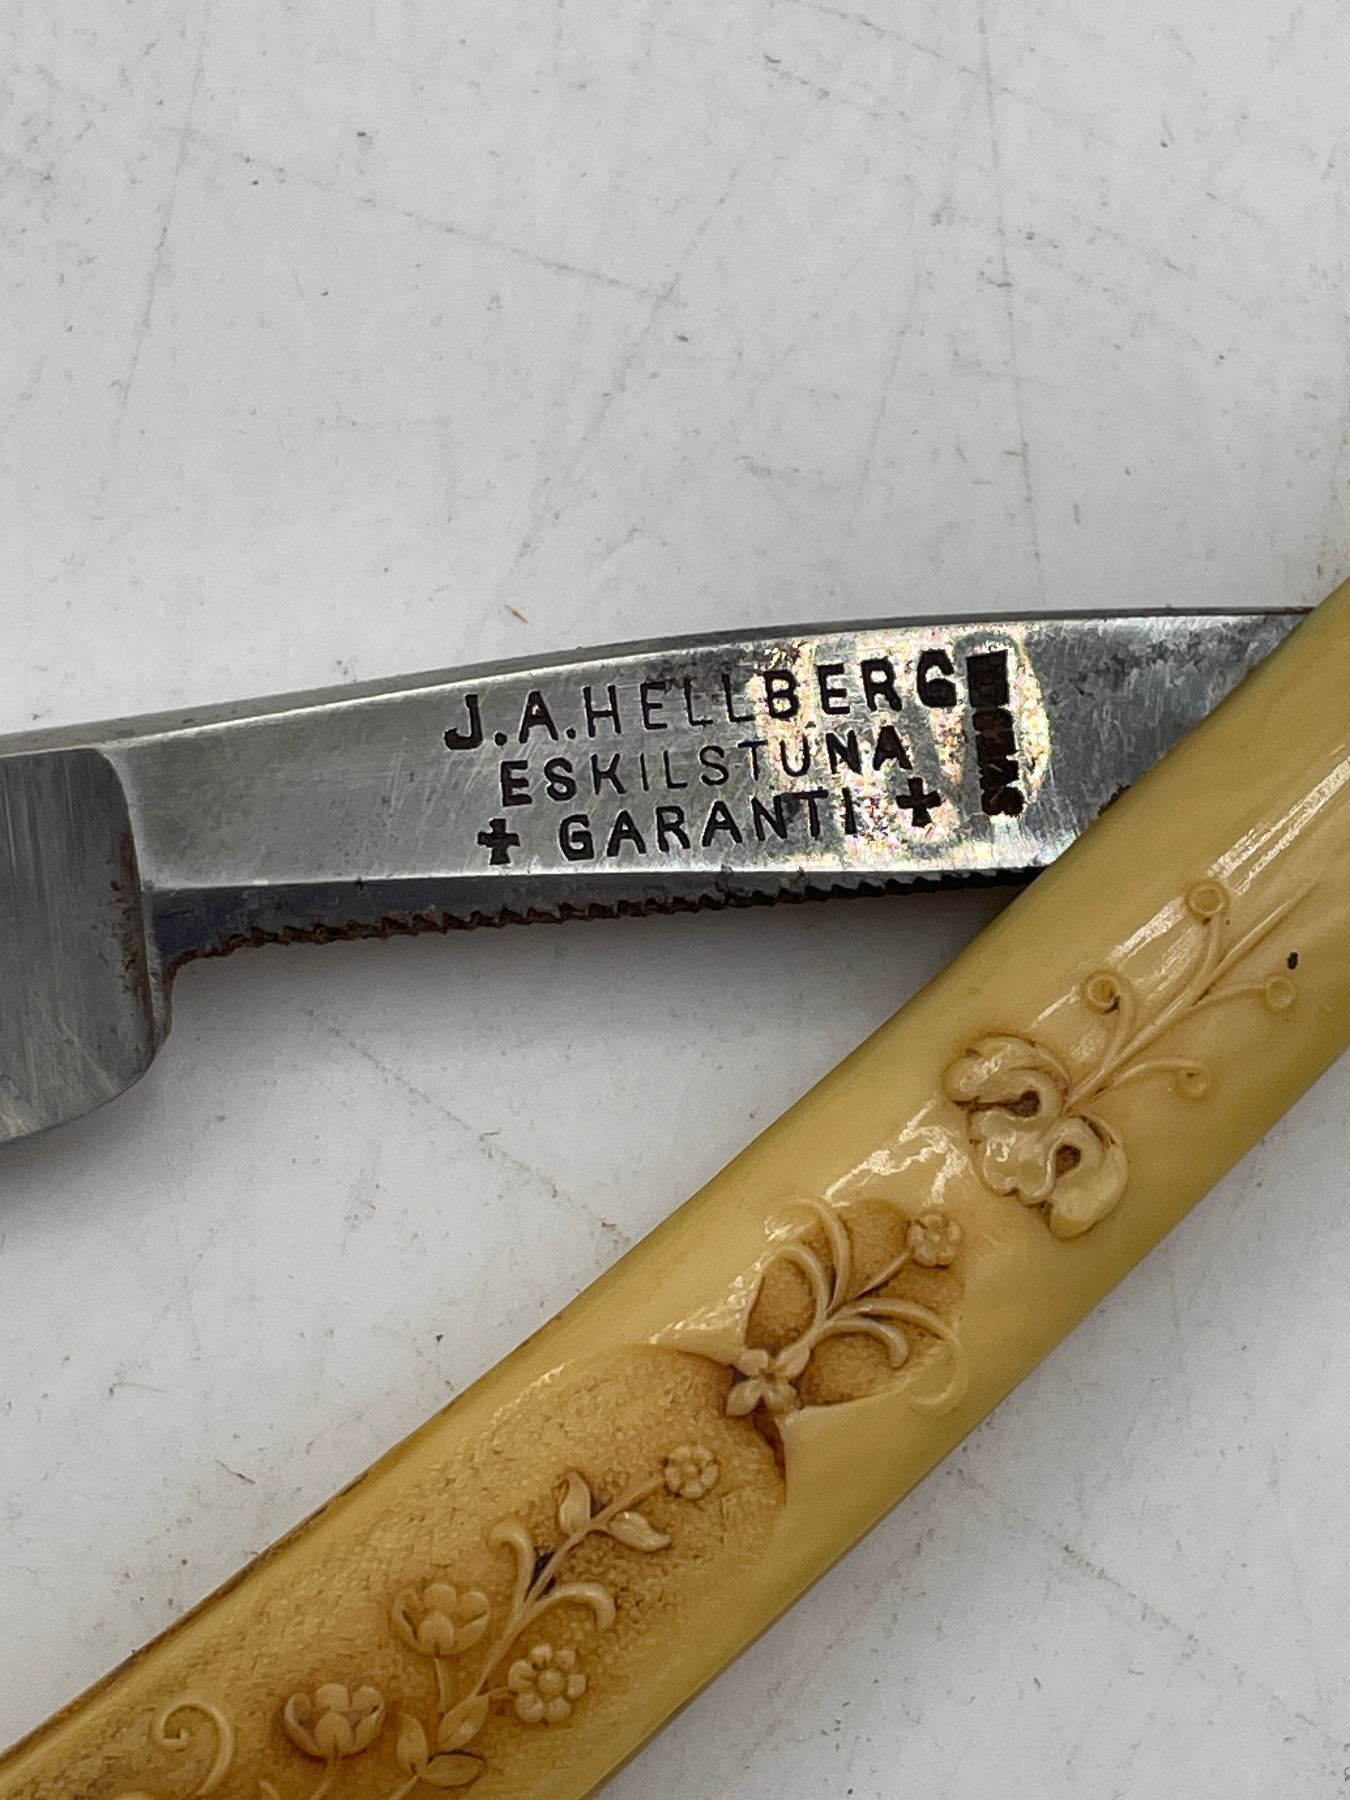 J.A.HELLBERG
ESKILSTUNA
✚ GARANTI ✚